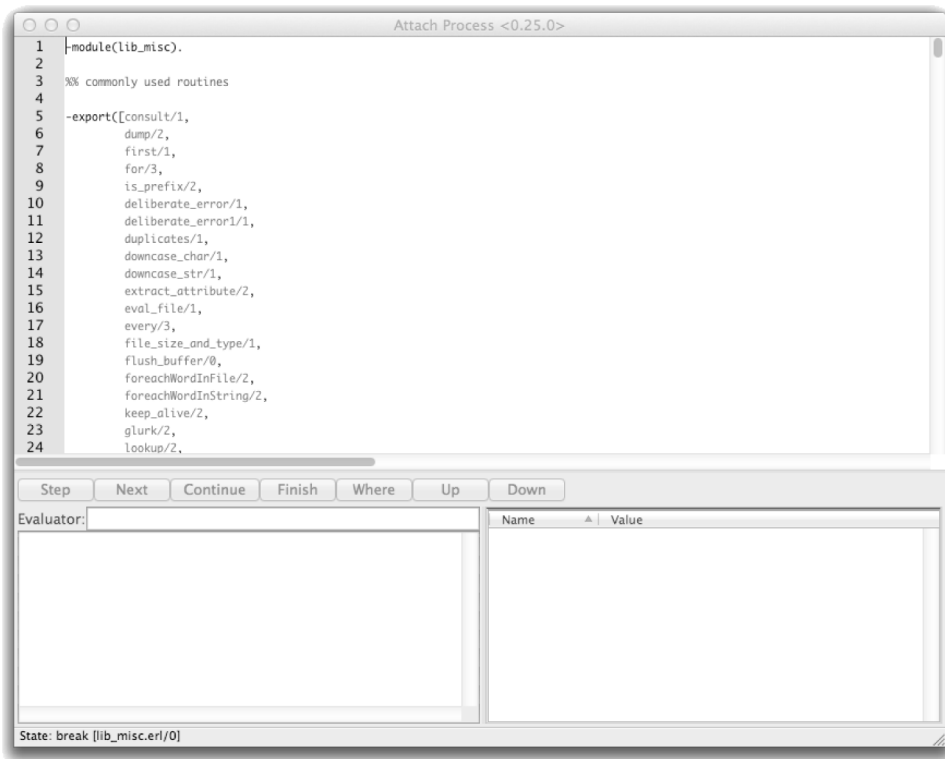 Attach Process <0.25.0>
1 -module(lib_misc).
2
3 %% commonly used routines
4
5 -export([consult/1,
6 dump/2,
7 first/1,
8 for/3,
9 is_prefix/2,
10 deliberate_error/1,
11 deliberate_error1/1,
12 duplicates/1,
13 downcase_char/1,
14 downcase_str/1,
15 extract_attribute/2,
16 eval_file/1,
17 every/3,
18 file_size_and_type/1,
19 flush_buffer/0,
20 foreachWordInFile/2,
21 foreachWordInString/2,
22 keep_alive/2,
23 glurk/2,
24 lookup/2,
Step Next Continue Finish Where Up Down
Evaluator: Name Value
State: break [lib_misc.erl/0]